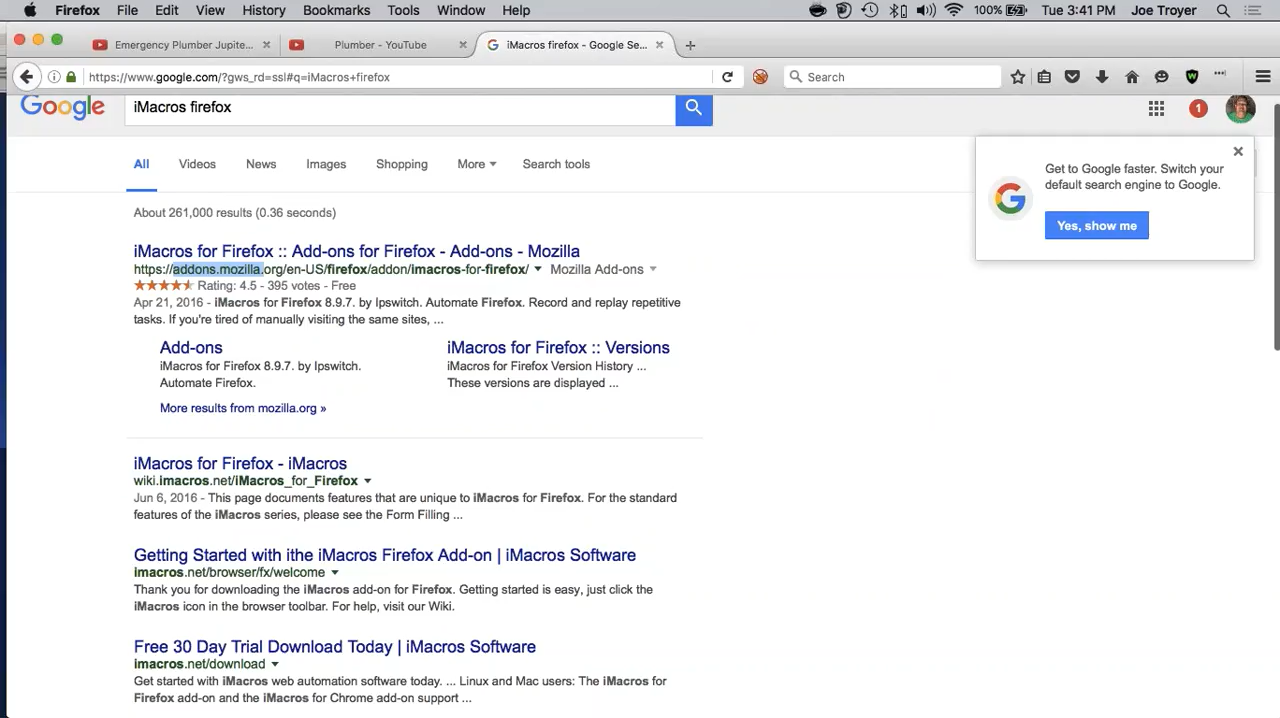 Firefox File Edit View History Bookmarks Tools Window Help 100% Tue 3:41 PM Joe Troyer
Emergency Plumber Jupite... Plumber - YouTube iMacros firefox - Google Se...
https://www.google.com/?gws_rd=ssl#q=iMacros+firefox Search
Google iMacros firefox 1
All Videos News Images Shopping More Search tools
Get to Google faster. Switch your
default search engine to Google.
Yes, show me
About 261,000 results (0.36 seconds)
iMacros for Firefox :: Add-ons for Firefox - Add-ons - Mozilla
https://addons.mozilla.org/en-US/firefox/addon/imacros-for-firefox/ Mozilla Add-ons
Rating: 4.5 - 395 votes - Free
Apr 21, 2016 - iMacros for Firefox 8.9.7. by Ipswitch. Automate Firefox. Record and replay repetitive
tasks. If you're tired of manually visiting the same sites, ...
Add-ons
iMacros for Firefox 8.9.7. by Ipswitch.
Automate Firefox.
iMacros for Firefox :: Versions
iMacros for Firefox Version History ...
These versions are displayed ...
More results from mozilla.org »
iMacros for Firefox - iMacros
wiki.imacros.net/iMacros_for_Firefox
Jun 6, 2016 - This page documents features that are unique to iMacros for Firefox. For the standard
features of the iMacros series, please see the Form Filling ...
Getting Started with ithe iMacros Firefox Add-on | iMacros Software
imacros.net/browser/fx/welcome
Thank you for downloading the iMacros add-on for Firefox. Getting started is easy, just click the
iMacros icon in the browser toolbar. For help, visit our Wiki.
Free 30 Day Trial Download Today | iMacros Software
imacros.net/download
Get started with iMacros web automation software today. ... Linux and Mac users: The iMacros for
Firefox add-on and the iMacros for Chrome add-on support ...